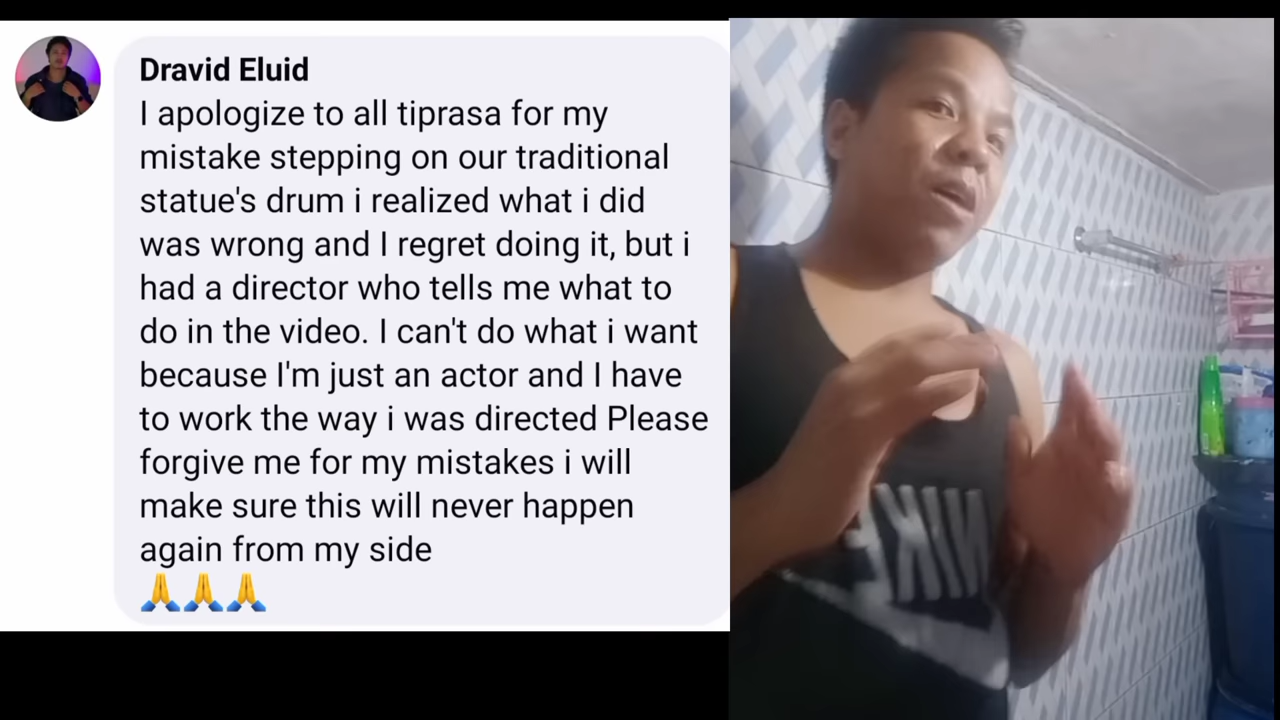 Dravid Eluid
I apologize to all tiprasa for my
mistake stepping on our traditional
statue's drum i realized what i did
was wrong and I regret doing it, but i
had a director who tells me what to
do in the video. I can't do what i want
because I'm just an actor and I have
to work the way i was directed Please
forgive me for my mistakes i will
make sure this will never happen
again from my side
🙏🙏🙏
NIKE